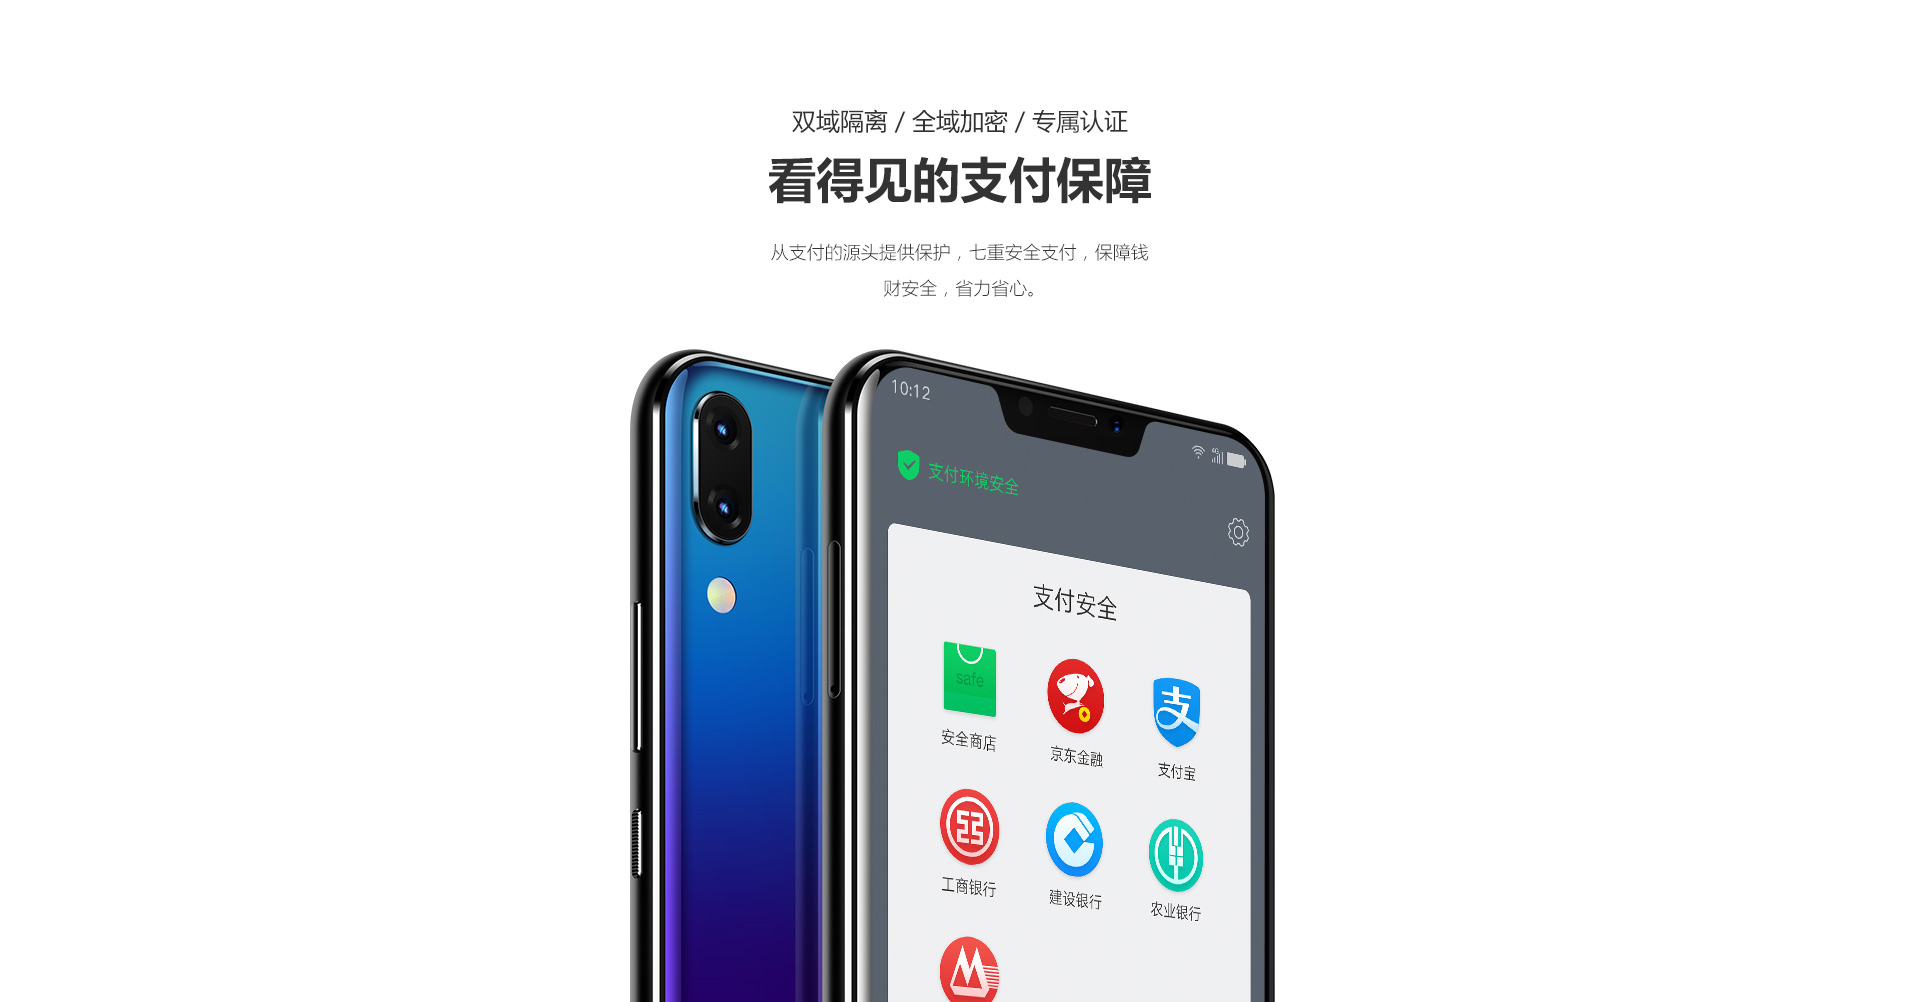 双域隔离 / 全域加密 / 专属认证
看得见的支付保障
从支付的源头提供保护，七重安全支付，保障钱
财安全，省力省心。
10:12
支付环境安全
支付安全
safe
安全商店
京东金融
支
支付宝
工商银行
建设银行
农业银行